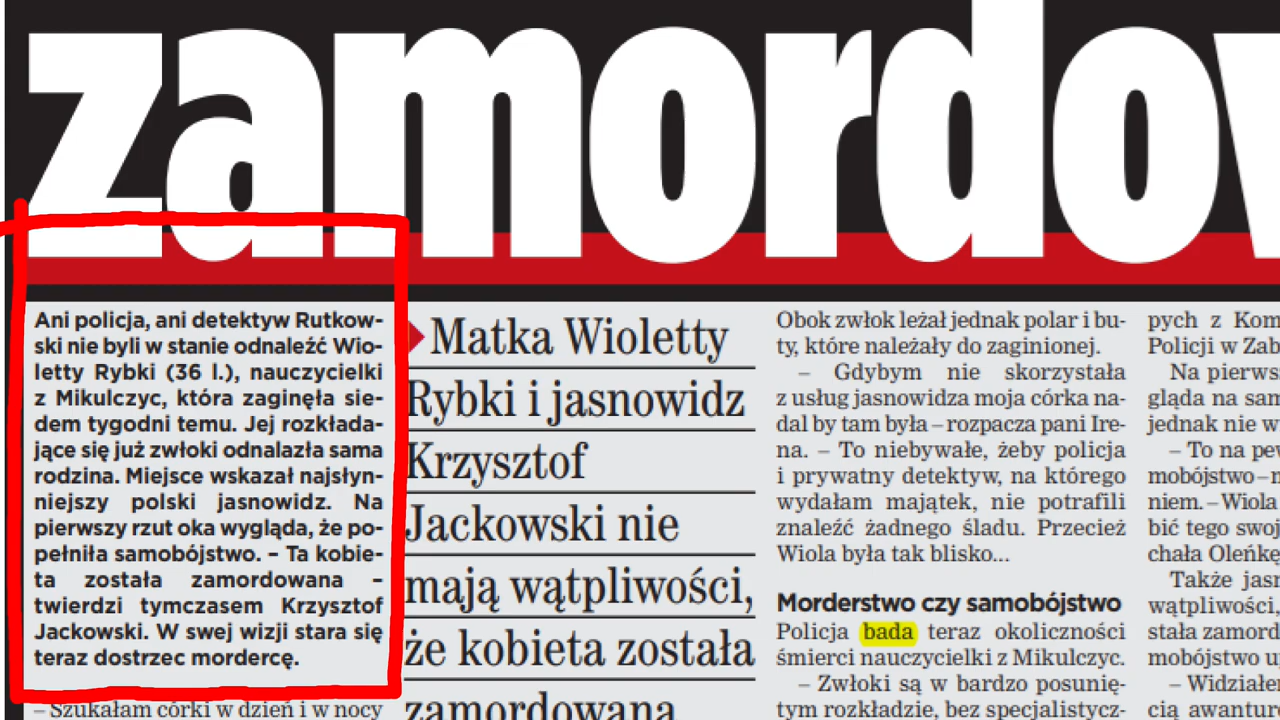 zamordow
Ani policja, ani detektyw Rutkow-
ski nie byli w stanie odnaleźć Wio-
letty Rybki (36 l.), nauczycielki
z Mikulczyc, która zaginęła sie-
dem tygodni temu. Jej rozkłada-
jące się już zwłoki odnalazła sama
rodzina. Miejsce wskazał najsłyn-
niejszy polski jasnowidz. Na
pierwszy rzut oka wygląda, że po-
pełniła samobójstwo. – Ta kobie-
ta została zamordowana –
twierdzi tymczasem Krzysztof
Jackowski. W swej wizji stara się
teraz dostrzec mordercę.
– Szukałam córki w dzień i w nocy
Matka Wioletty
Rybki i jasnowidz
Krzysztof
Jackowski nie
mają wątpliwości,
że kobieta została
zamordowana
Obok zwłok leżał jednak polar i bu-
ty, które należały do zaginionej.
– Gdybym nie skorzystała
z usług jasnowidza moja córka na-
dal by tam była – rozpacza pani Ire-
na. – To niebywałe, żeby policja
i prywatny detektyw, na którego
wydałam majątek, nie potrafili
znaleźć żadnego śladu. Przecież
Wiola była tak blisko...
Morderstwo czy samobójstwo
Policja bada teraz okoliczności
śmierci nauczycielki z Mikulczyc.
– Zwłoki są w bardzo posunię-
tym rozkładzie, bez specjalistycz-
pych z Kom
Policji w Zab
Na pierws
gląda na sam
jednak nie w
– To na pew
mobójstwo – m
niem. – Wiola
bić tego swoj
chała Oleńkę
Także jasn
wątpliwości,
stała zamord
mobójstwo u
– Widziałem
cią awantur